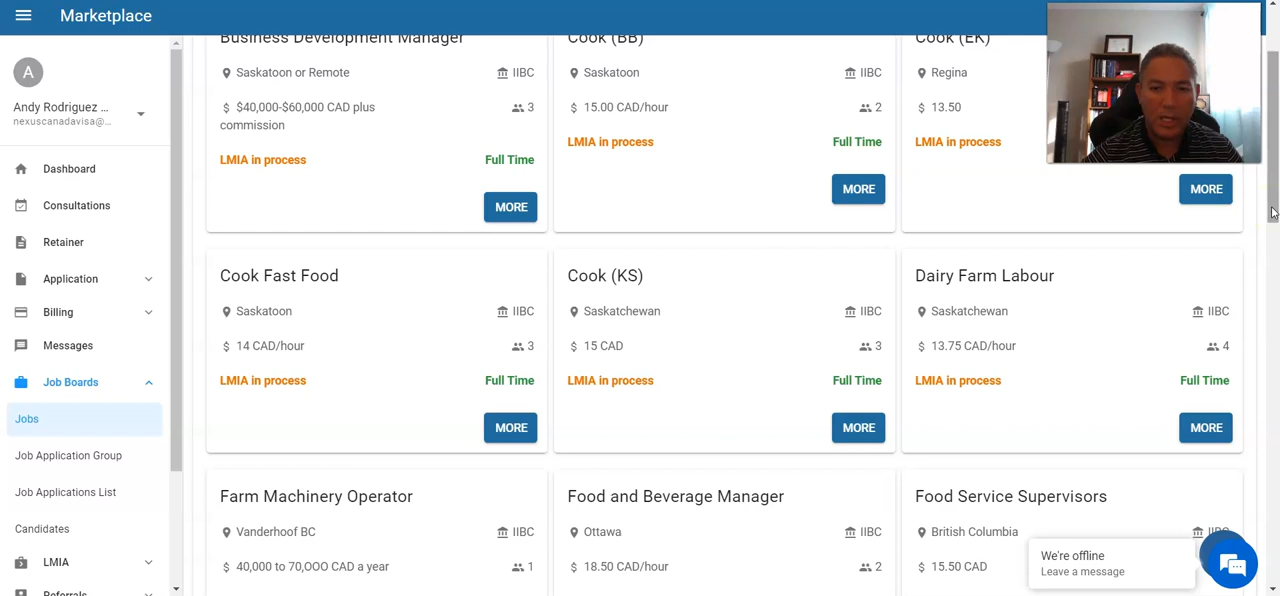 Marketplace
A
Andy Rodriguez ...
nexuscanadavisa@...
Dashboard
Consultations
Retainer
Application
Billing
Messages
Job Boards
Jobs
Job Application Group
Job Applications List
Candidates
LMIA
Referrals
Business Development Manager
Saskatoon or Remote
IIBC
$ $40,000-$60,000 CAD plus
commission
3
LMIA in process
Full Time
MORE
Cook (BB)
Saskatoon
IIBC
$ 15.00 CAD/hour
2
LMIA in process
Full Time
MORE
Cook (EK)
Regina
$ 13.50
LMIA in process
MORE
Cook Fast Food
Saskatoon
IIBC
$ 14 CAD/hour
3
LMIA in process
Full Time
MORE
Cook (KS)
Saskatchewan
IIBC
$ 15 CAD
3
LMIA in process
Full Time
MORE
Dairy Farm Labour
Saskatchewan
IIBC
$ 13.75 CAD/hour
4
LMIA in process
Full Time
MORE
Farm Machinery Operator
Vanderhoof BC
IIBC
$ 40,000 to 70,OOO CAD a year
1
Food and Beverage Manager
Ottawa
IIBC
$ 18.50 CAD/hour
2
Food Service Supervisors
British Columbia
IIBC
$ 15.50 CAD
We're offline
Leave a message